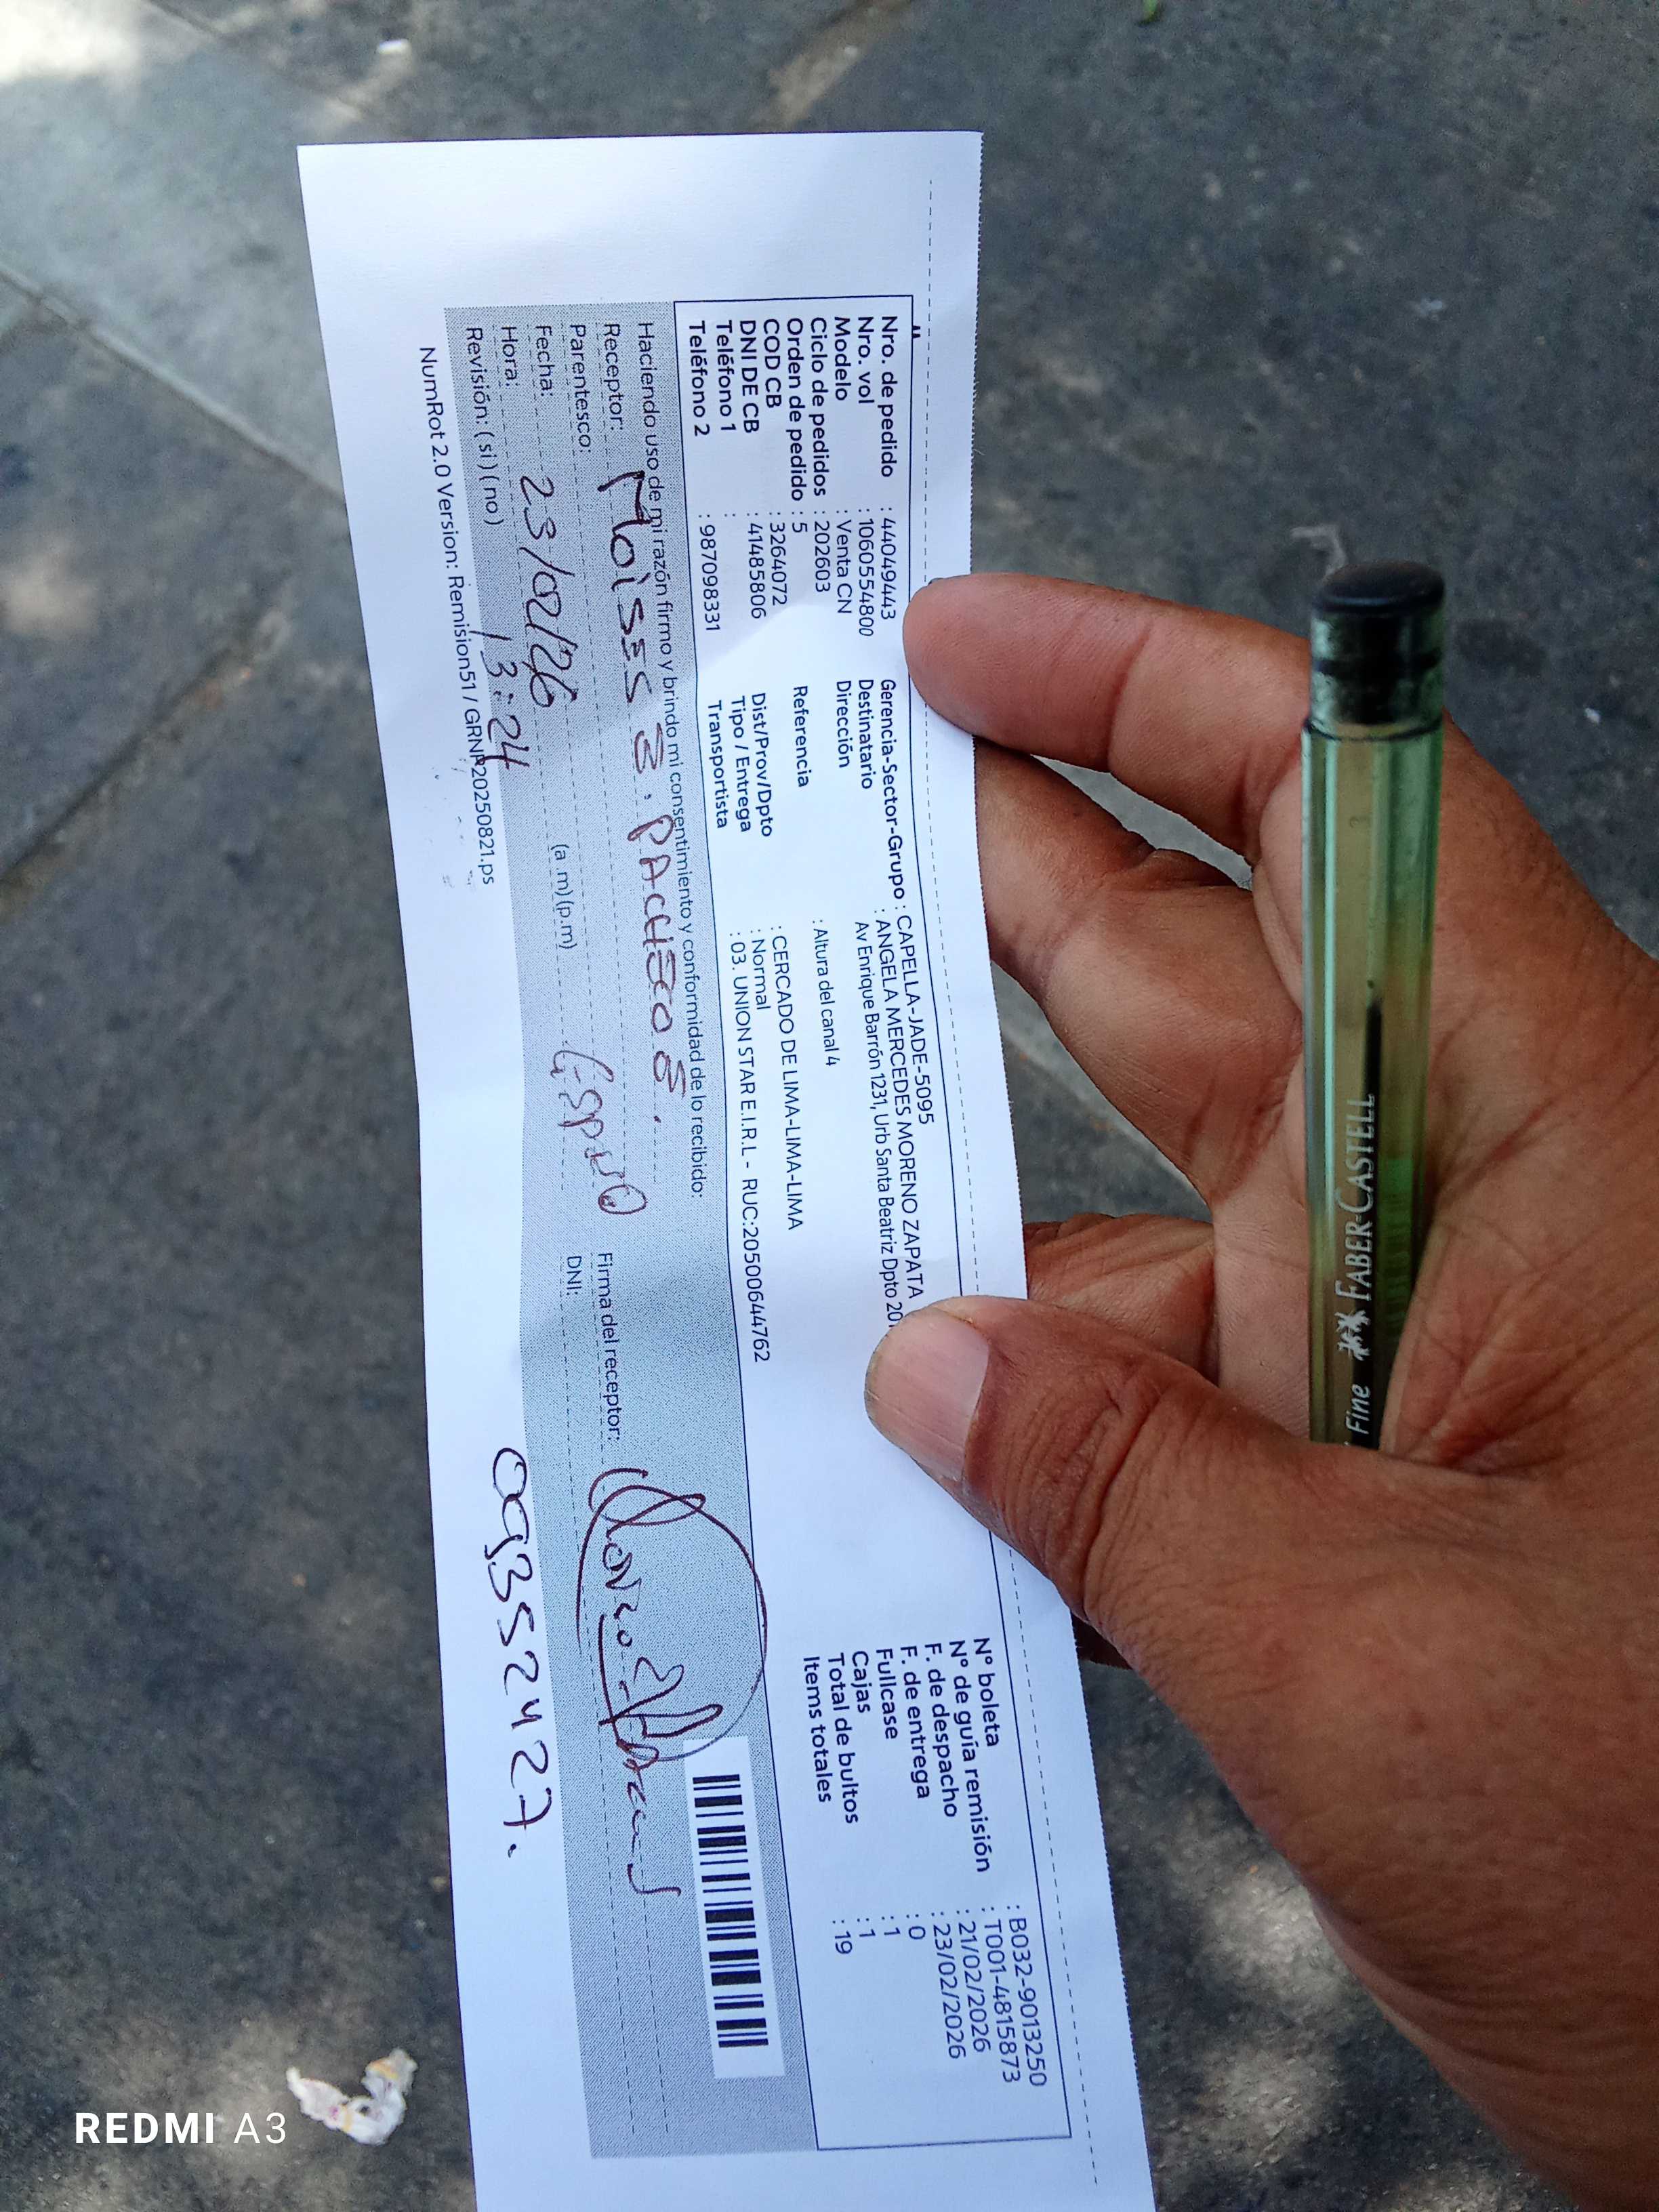 Nro. de pedido : 44049443
Nro. vol : 1060554800
Modelo : Venta CN
Ciclo de pedidos : 202603
Orden de pedido : 5
COD CB : 3264072
DNI DE CB : 41485806
Teléfono 1 :
Teléfono 2 : 987098331
Gerencia-Sector-Grupo : CAPELLA-JADE-5095
Destinatario : ANGELA MERCEDES MORENO ZAPATA
Dirección Av Enrique Barrón 1231, Urb Santa Beatriz Dpto 201
Referencia : Altura del canal 4
Dist/Prov/Dpto : CERCADO DE LIMA-LIMA-LIMA
Tipo / Entrega : Normal
Transportista : 03. UNION STAR E.I.R.L - RUC:20500644762
N° boleta : B032-9013250
N° de guía remisión : T001-4815873
F. de despacho : 21/02/2026
F. de entrega : 23/02/2026
Fullcase : 0
Cajas : 1
Total de bultos : 1
Items totales : 19
Haciendo uso de mi razón firmo y brindo mi consentimiento y conformidad de lo recibido:
Receptor: MOISES E. PACHECO E.
Parentesco: Esposo
Fecha: 23/02/26
Hora: 13:24 (a.m) (p.m)
Revisión: (si) (no)
Firma del receptor:
DNI: 09352427.
NumRot 2.0 Version: Remision51 / GRNP20250821.ps
FABER-CASTELL
Fine
REDMI A3